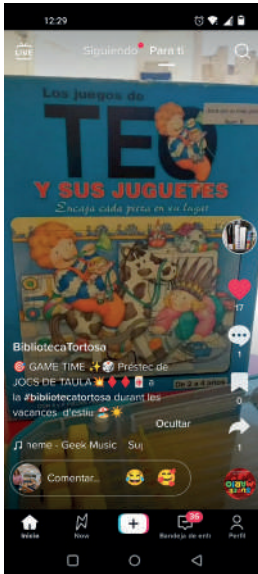 12:29
LIVE
Siguiendo Para ti
Los juegos de
TEO
Y SUS JUGUETES
Encaja cada pieza en su lugar
17
BibliotecaTortosa
1
🎯 GAME TIME ✨🎲 Préstec de
JOCS DE TAULA 💥♦️♦️🀄 a
De 2 a 4 años
la #bibliotecatortosa durant les
0
vacances d'estiu 🏖️☀️
Ocultar
heme - Geek Music
1
Comentar...
36
Inicio
Now
Bandeja de entr
Perfil